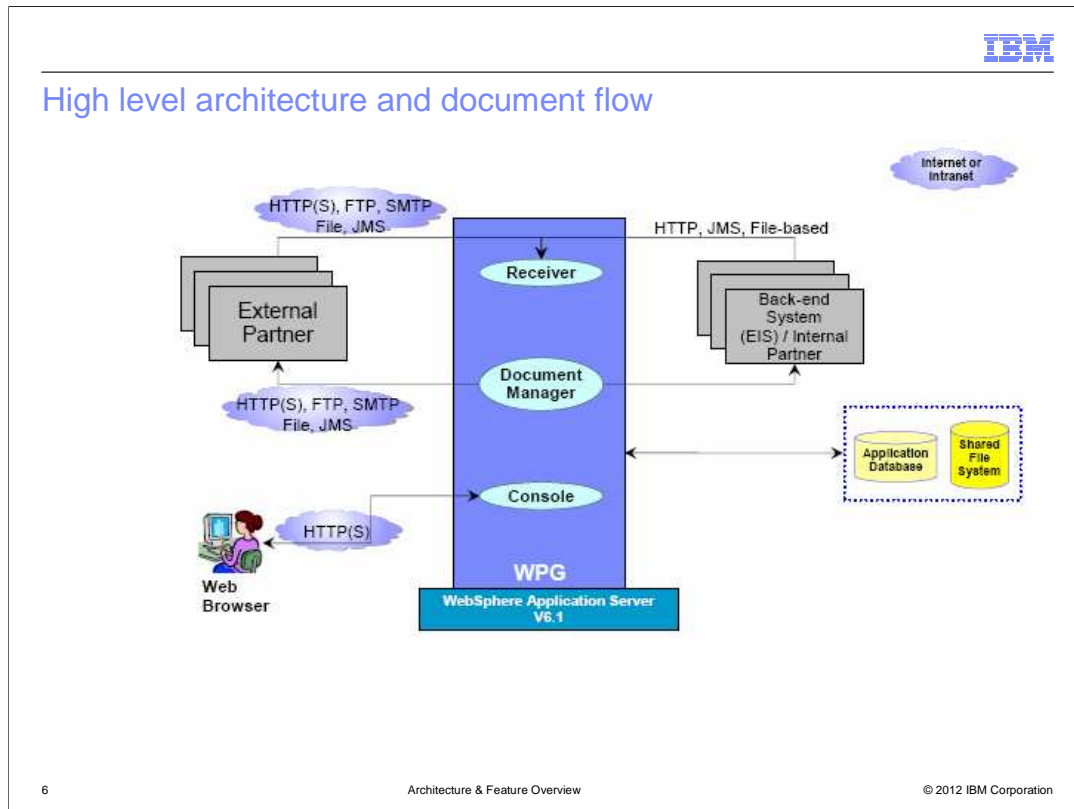 IBM
High level architecture and document flow
Internet or
Intranet
HTTP(S), FTP, SMTP
File, JMS
HTTP, JMS, File-based
Receiver
External
Partner
Back-end
System
(EIS) / Internal
Partner
Document
Manager
HTTP(S), FTP, SMTP
File, JMS
Application
Database
Shared
File
System
Console
HTTP(S)
Web
Browser
WPG
WebSphere Application Server
V6.1
6
Architecture & Feature Overview
© 2012 IBM Corporation